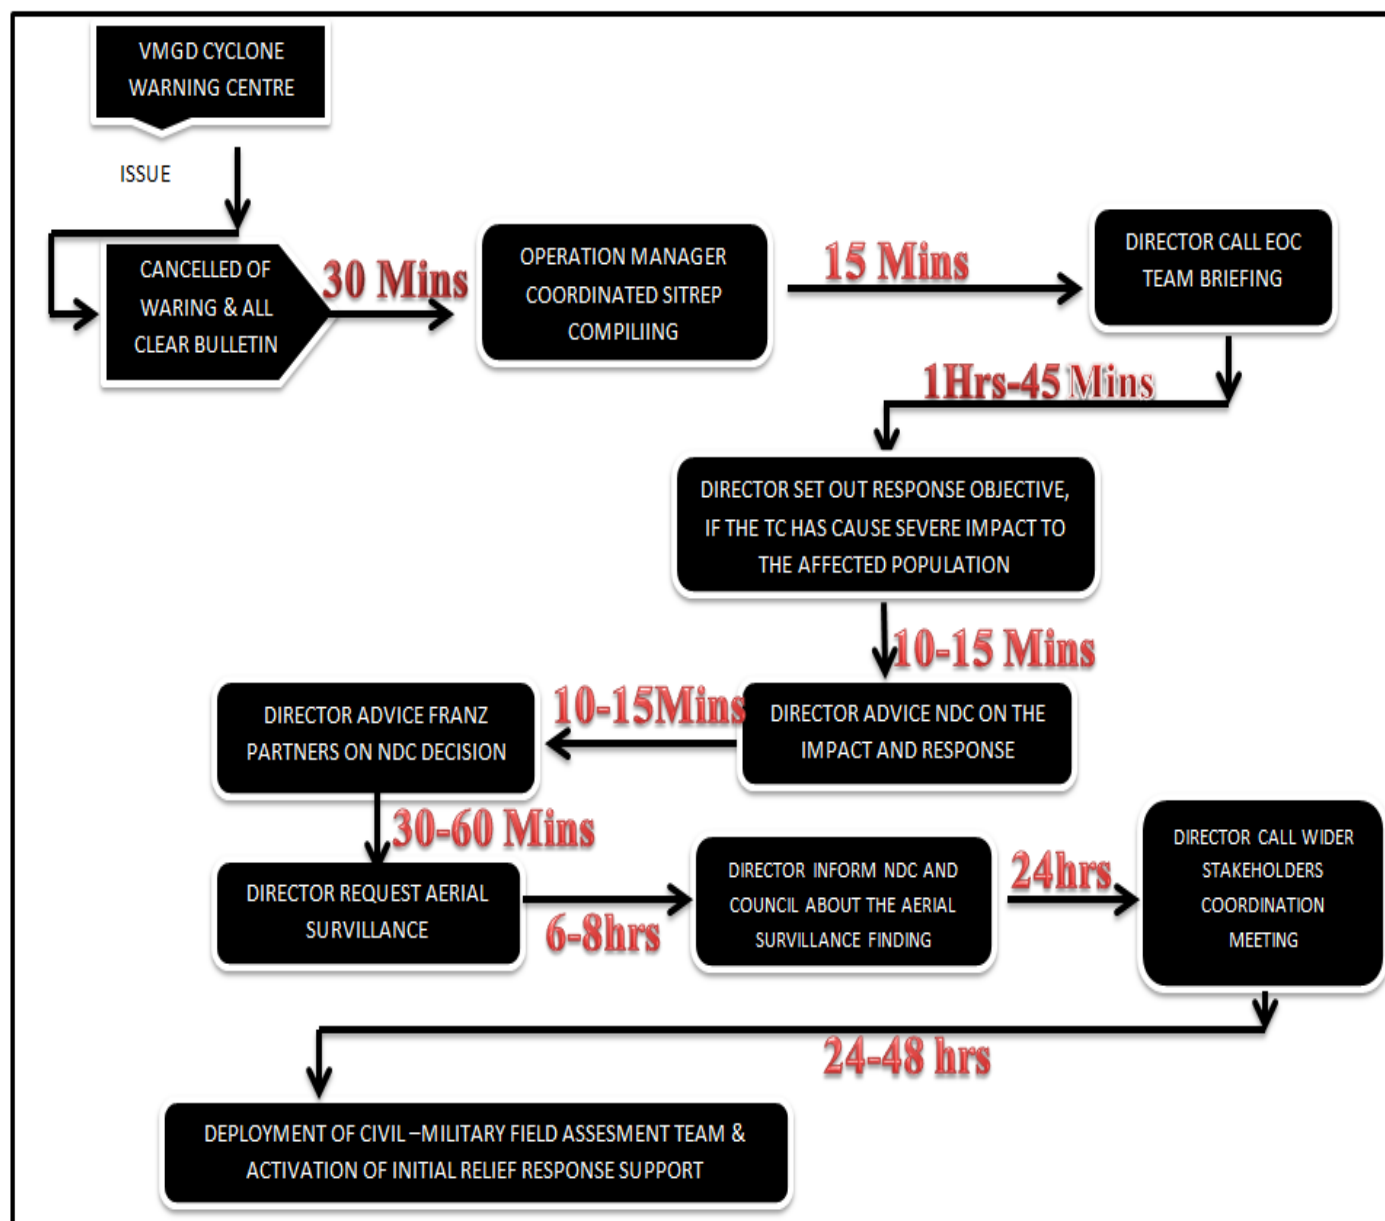 VMGD CYCLONE
WARNING CENTRE
ISSUE
CANCELLED OF
WARING & ALL
CLEAR BULLETIN
30 Mins
OPERATION MANAGER
COORDINATED SITREP
COMPILIING
15 Mins
DIRECTOR CALL EOC
TEAM BRIEFING
1Hrs-45 Mins
DIRECTOR SET OUT RESPONSE OBJECTIVE,
IF THE TC HAS CAUSE SEVERE IMPACT TO
THE AFFECTED POPULATION
10-15 Mins
DIRECTOR ADVICE NDC ON THE
IMPACT AND RESPONSE
10-15Mins
DIRECTOR ADVICE FRANZ
PARTNERS ON NDC DECISION
30-60 Mins
DIRECTOR REQUEST AERIAL
SURVILLANCE
6-8hrs
DIRECTOR INFORM NDC AND
COUNCIL ABOUT THE AERIAL
SURVILLANCE FINDING
24hrs
DIRECTOR CALL WIDER
STAKEHOLDERS
COORDINATION
MEETING
24-48 hrs
DEPLOYMENT OF CIVIL –MILITARY FIELD ASSESMENT TEAM &
ACTIVATION OF INITIAL RELIEF RESPONSE SUPPORT